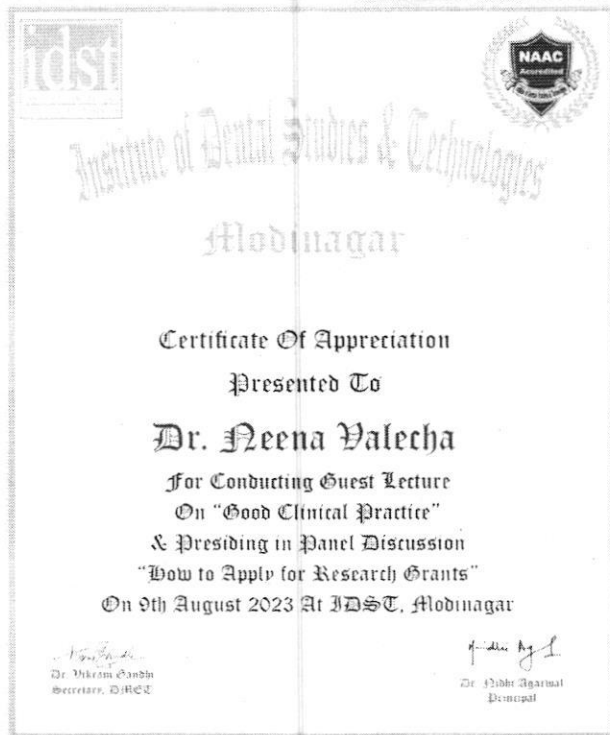 idst
NAAC
Accredited
Institute of Dental Studies & Technologies
Modinagar
Certificate Of Appreciation
Presented To
Dr. Neena Valecha
For Conducting Guest Lecture
On "Good Clinical Practice"
& Presiding in Panel Discussion
"How to Apply for Research Grants"
On 9th August 2023 At IDST, Modinagar
Dr. Vikram Gandhi
Secretary, DMET
Dr. Nidhi Agarwal
Principal